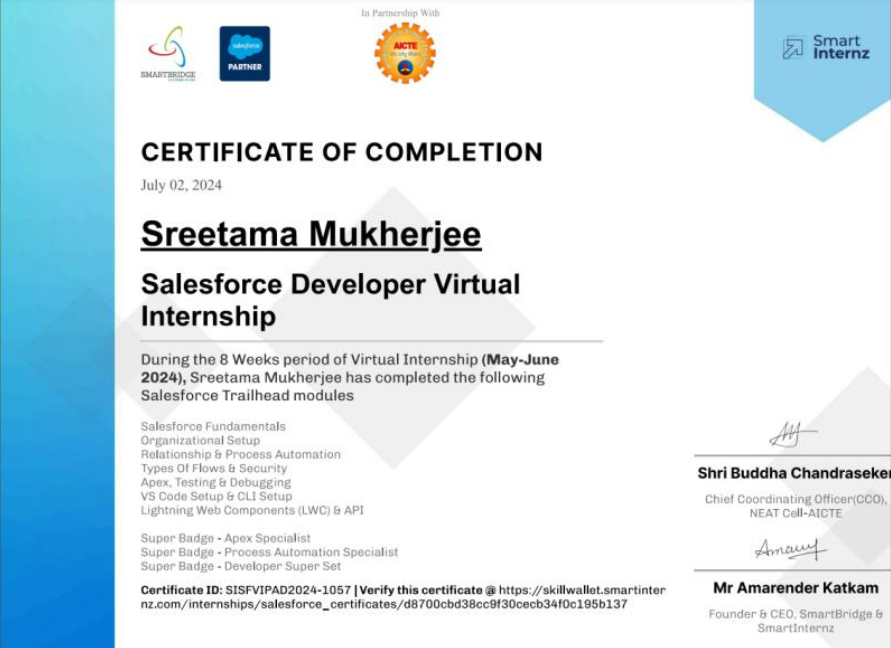 In Partnership With
SMARTBRIDGE
salesforce
PARTNER
AICTE
Smart
Internz
CERTIFICATE OF COMPLETION
July 02, 2024
Sreetama Mukherjee
Salesforce Developer Virtual
Internship
During the 8 Weeks period of Virtual Internship (May-June
2024), Sreetama Mukherjee has completed the following
Salesforce Trailhead modules
Salesforce Fundamentals
Organizational Setup
Relationship & Process Automation
Types Of Flows & Security
Apex, Testing & Debugging
VS Code Setup & CLI Setup
Lightning Web Components (LWC) & API
Super Badge - Apex Specialist
Super Badge - Process Automation Specialist
Super Badge - Developer Super Set
Certificate ID: SISFVIPAD2024-1057 | Verify this certificate @ https://skillwallet.smartinter
nz.com/internships/salesforce_certificates/d8700cbd38cc9f30cecb34f0c195b137
Shri Buddha Chandraseker
Chief Coordinating Officer(CCO),
NEAT Cell-AICTE
Mr Amarender Katkam
Founder & CEO, SmartBridge &
SmartInternz